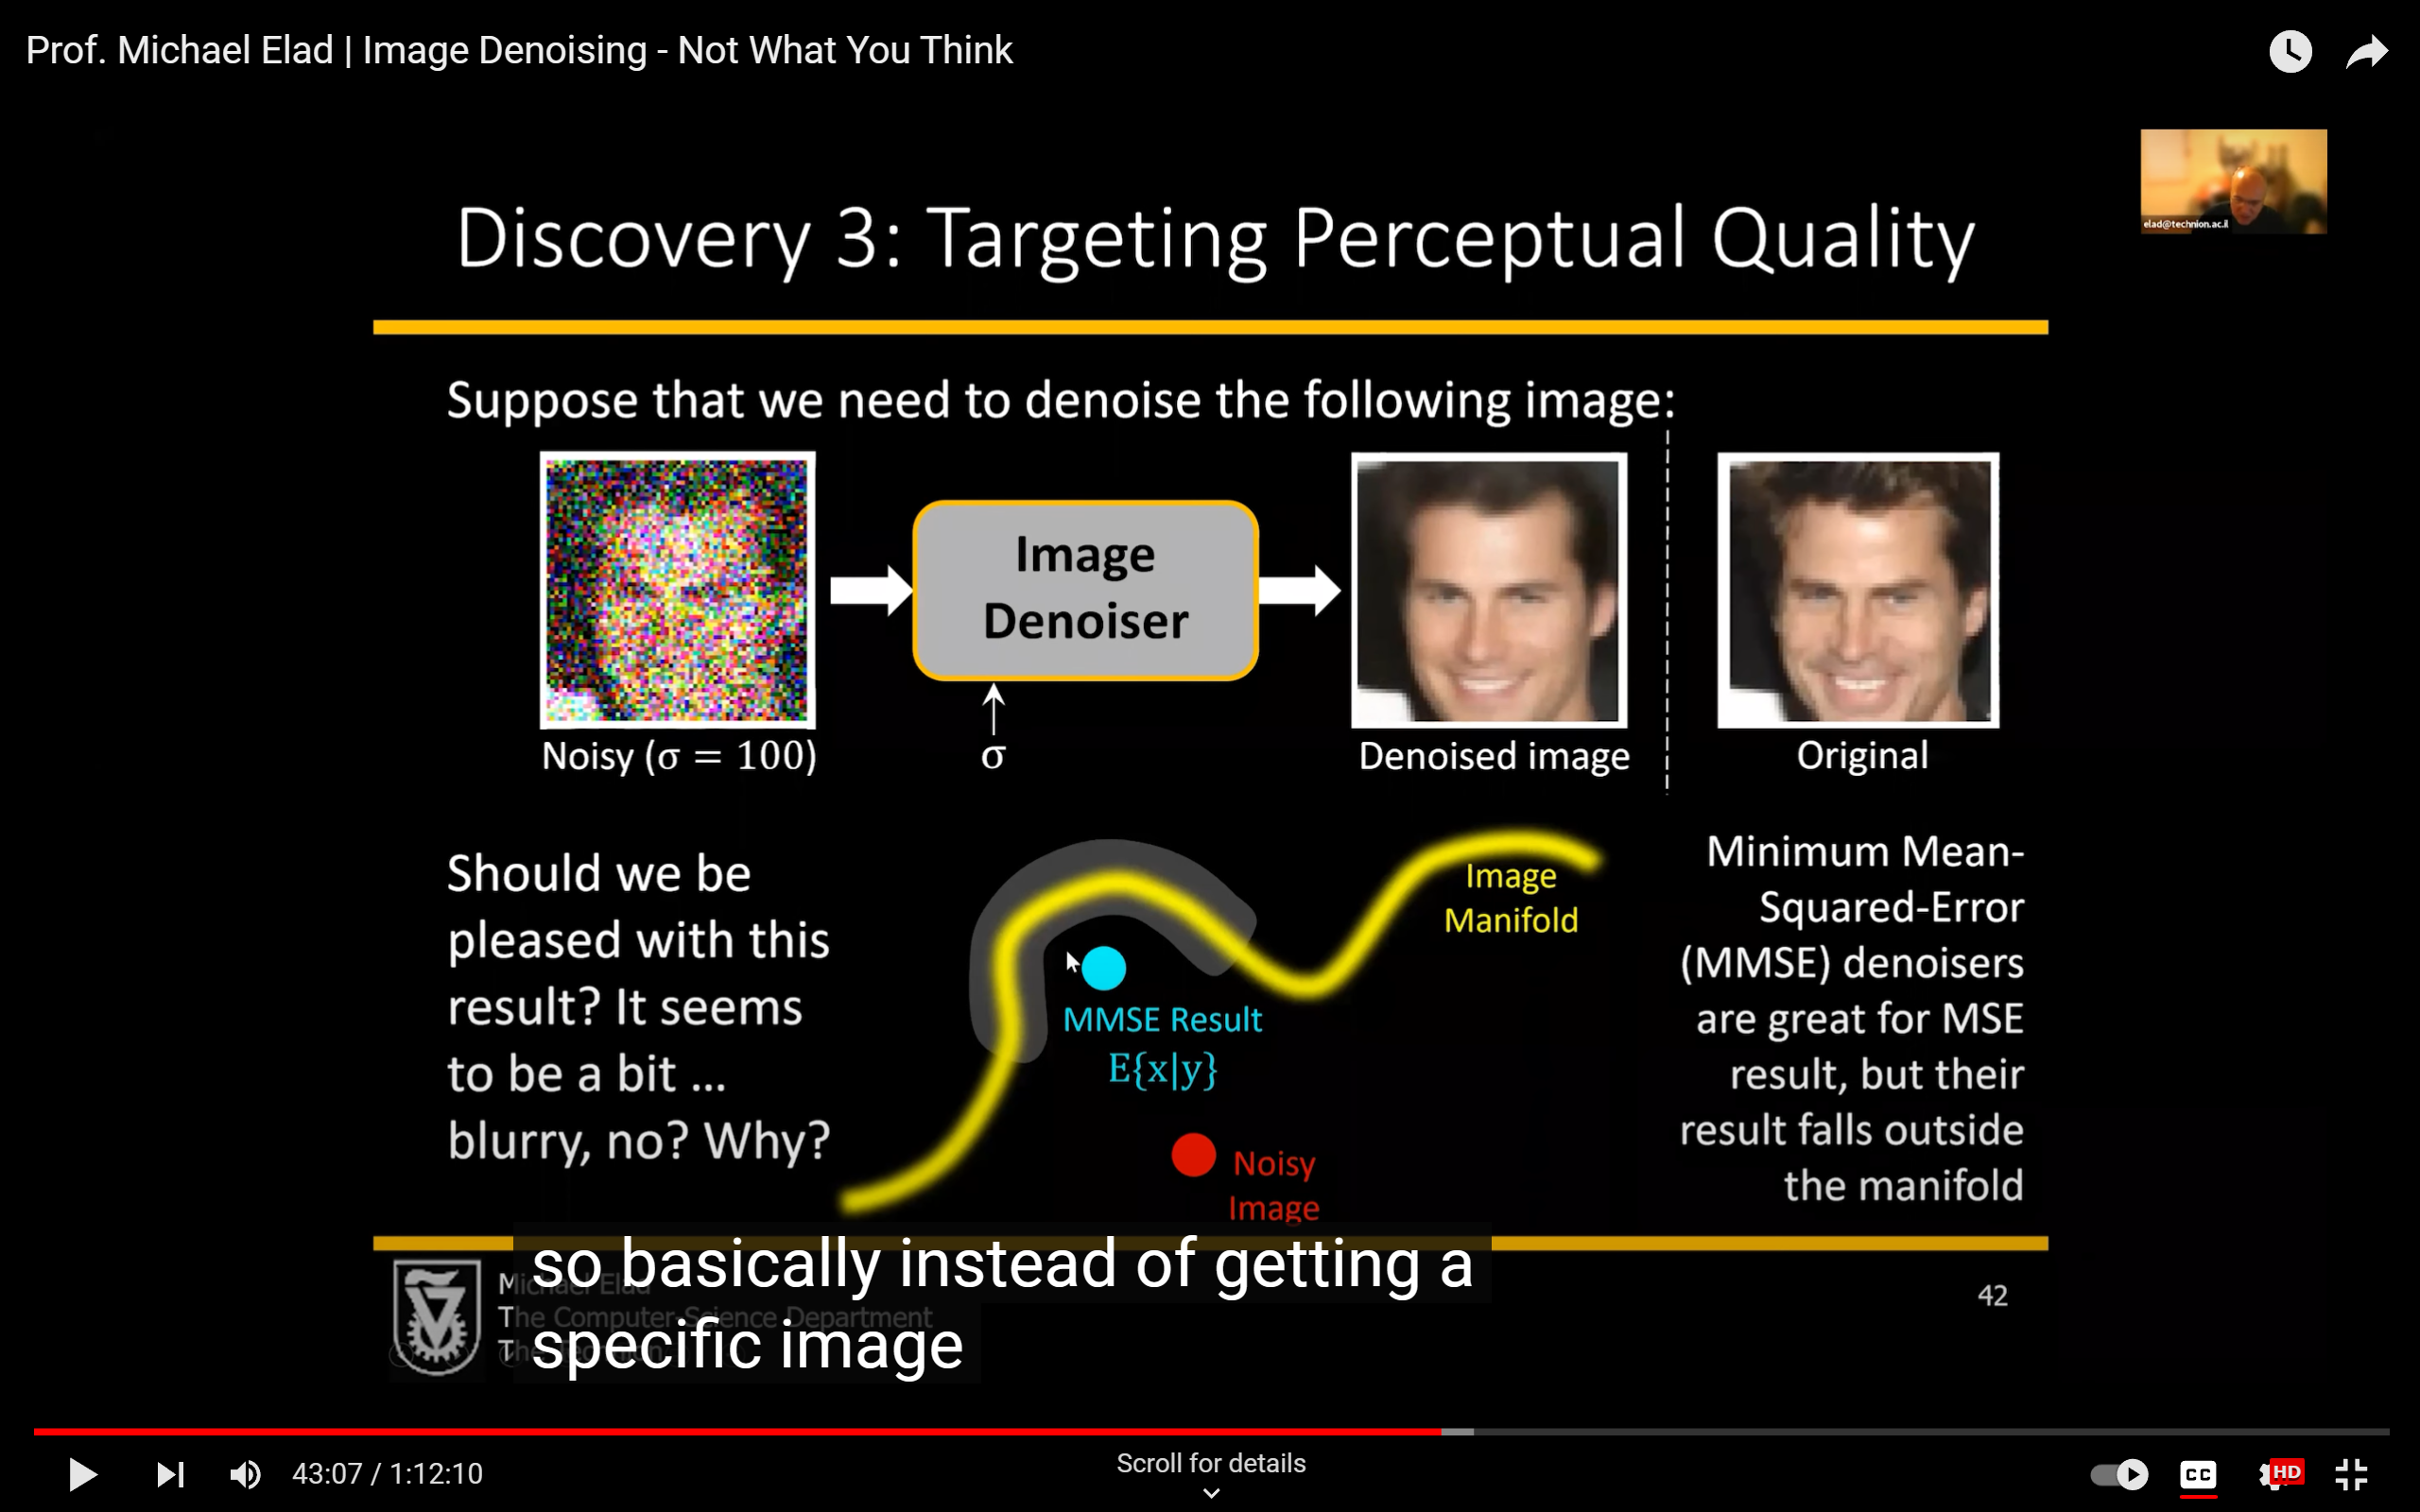 Prof. Michael Elad | Image Denoising - Not What You Think
elad@technion.ac.il
Discovery 3: Targeting Perceptual Quality
Suppose that we need to denoise the following image:
Image
Denoiser
Noisy (σ = 100)
σ
Denoised image
Original
Should we be
pleased with this
result? It seems
to be a bit ...
blurry, no? Why?
Image
Manifold
MMSE Result
E{x|y}
Noisy
Image
Minimum Mean-
Squared-Error
(MMSE) denoisers
are great for MSE
result, but their
result falls outside
the manifold
Michael Elad
The Computer-Science Department
so basically instead of getting a
specific image
42
43:07 / 1:12:10
Scroll for details
CC
HD